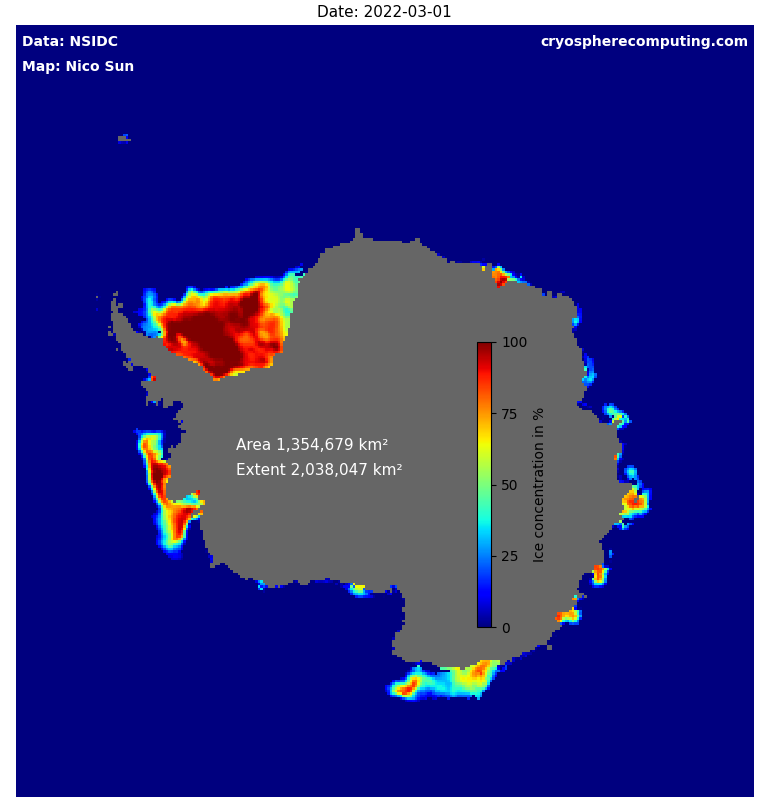 Date: 2022-03-01
Data: NSIDC
cryospherecomputing.com
Map: Nico Sun
100
75
50
25
0
Ice concentration in %
Area 1,354,679 km²
Extent 2,038,047 km²